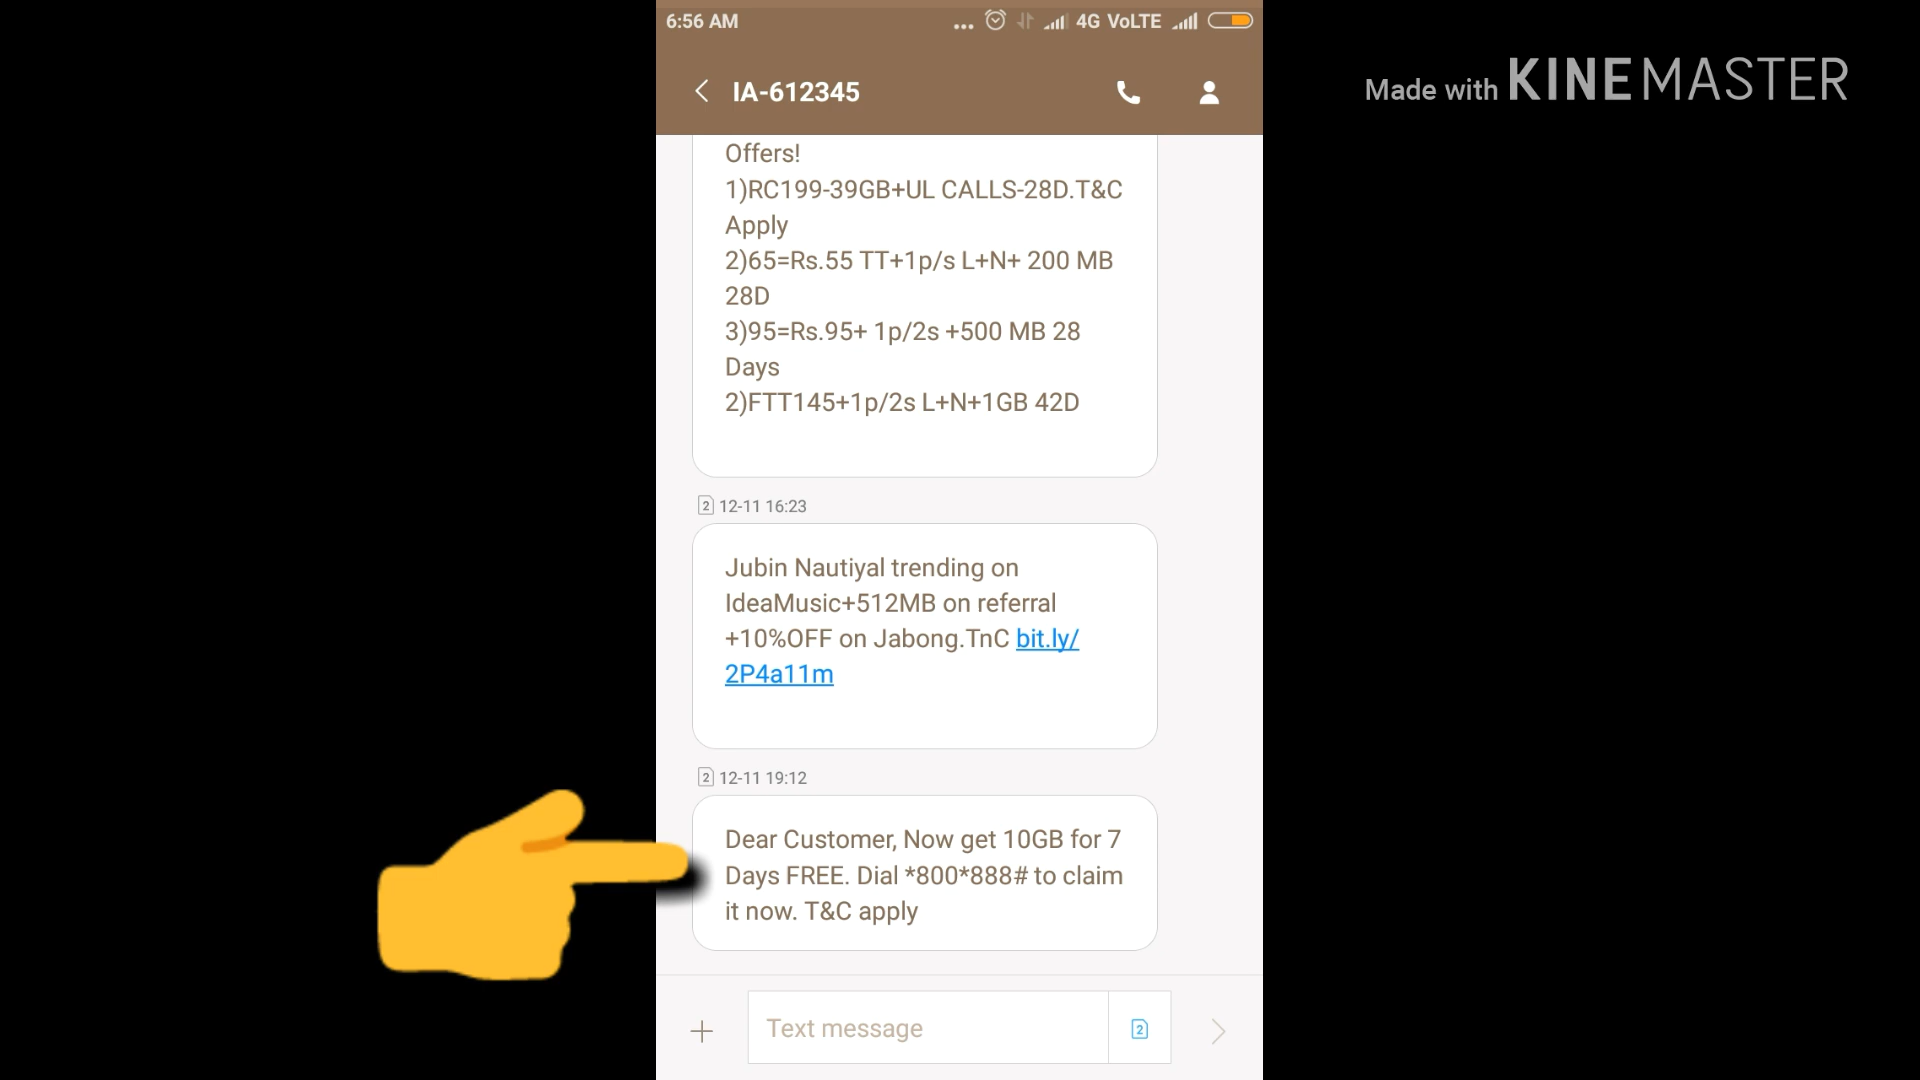 6:56 AM
... 4G VoLTE
Made with KINEMASTER
IA-612345
Offers!
1)RC199-39GB+UL CALLS-28D.T&C
Apply
2)65=Rs.55 TT+1p/s L+N+ 200 MB
28D
3)95=Rs.95+ 1p/2s +500 MB 28
Days
2)FTT145+1p/2s L+N+1GB 42D
2 12-11 16:23
Jubin Nautiyal trending on
IdeaMusic+512MB on referral
+10%OFF on Jabong.TnC bit.ly/
2P4a11m
2 12-11 19:12
Dear Customer, Now get 10GB for 7
Days FREE. Dial *800*888# to claim
it now. T&C apply
Text message
2